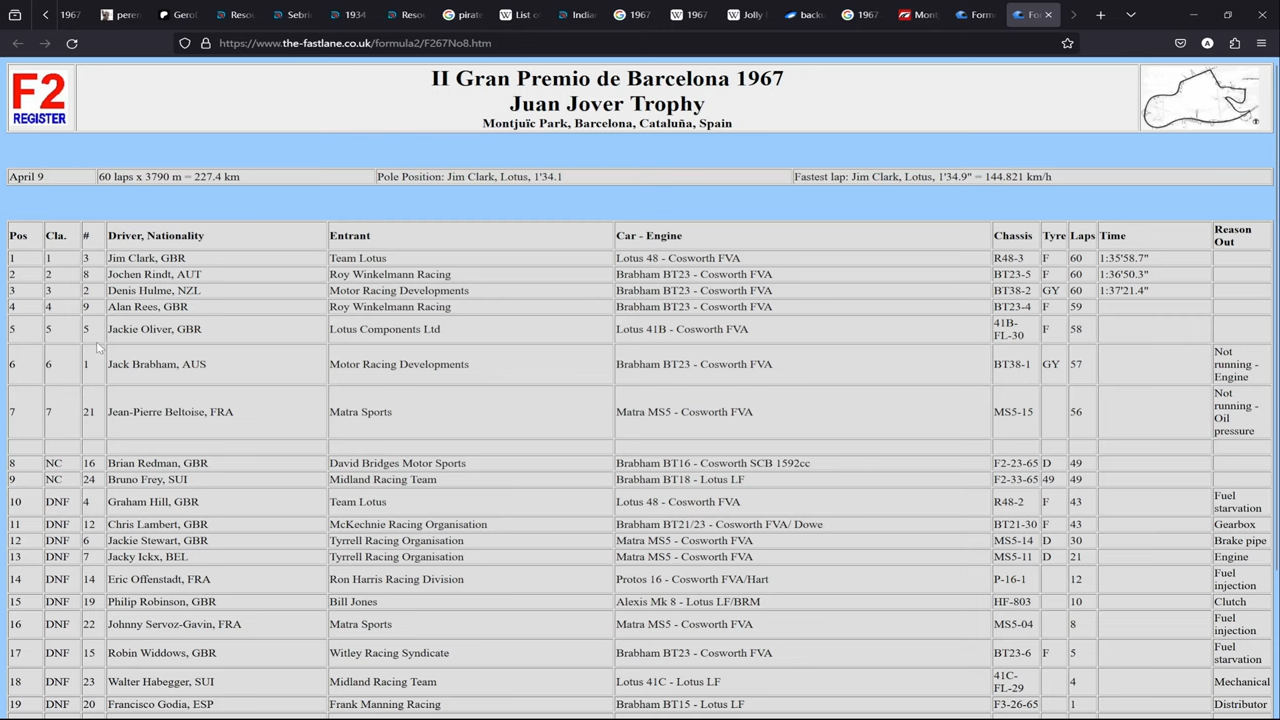 1967
peren
Gerol
Resou
Sebri
1934
Resou
pirate
List o
Indian
1967
1967
Jolly
backu
1967
Mont
Form
Fo
https://www.the-fastlane.co.uk/formula2/F267No8.htm
F2
REGISTER
II Gran Premio de Barcelona 1967
Juan Jover Trophy
Montjuïc Park, Barcelona, Cataluña, Spain
April 9 60 laps x 3790 m = 227.4 km Pole Position: Jim Clark, Lotus, 1'34.1 Fastest lap: Jim Clark, Lotus, 1'34.9" = 144.821 km/h
Pos Cla. # Driver, Nationality Entrant Car - Engine Chassis Tyre Laps Time Reason Out
1 1 3 Jim Clark, GBR Team Lotus Lotus 48 - Cosworth FVA R48-3 F 60 1:35'58.7"
2 2 8 Jochen Rindt, AUT Roy Winkelmann Racing Brabham BT23 - Cosworth FVA BT23-5 F 60 1:36'50.3"
3 3 2 Denis Hulme, NZL Motor Racing Developments Brabham BT23 - Cosworth FVA BT38-2 GY 60 1:37'21.4"
4 4 9 Alan Rees, GBR Roy Winkelmann Racing Brabham BT23 - Cosworth FVA BT23-4 F 59
5 5 5 Jackie Oliver, GBR Lotus Components Ltd Lotus 41B - Cosworth FVA 41B-FL-30 F 58
6 6 1 Jack Brabham, AUS Motor Racing Developments Brabham BT23 - Cosworth FVA BT38-1 GY 57 Not running - Engine
7 7 21 Jean-Pierre Beltoise, FRA Matra Sports Matra MS5 - Cosworth FVA MS5-15 56 Not running - Oil pressure
8 NC 16 Brian Redman, GBR David Bridges Motor Sports Brabham BT16 - Cosworth SCB 1592cc F2-23-65 D 49
9 NC 24 Bruno Frey, SUI Midland Racing Team Brabham BT18 - Lotus LF F2-33-65 49 49
10 DNF 4 Graham Hill, GBR Team Lotus Lotus 48 - Cosworth FVA R48-2 F 43 Fuel starvation
11 DNF 12 Chris Lambert, GBR McKechnie Racing Organisation Brabham BT21/23 - Cosworth FVA/ Dowe BT21-30 F 43 Gearbox
12 DNF 6 Jackie Stewart, GBR Tyrrell Racing Organisation Matra MS5 - Cosworth FVA MS5-14 D 30 Brake pipe
13 DNF 7 Jacky Ickx, BEL Tyrrell Racing Organisation Matra MS5 - Cosworth FVA MS5-11 D 21 Engine
14 DNF 14 Eric Offenstadt, FRA Ron Harris Racing Division Protos 16 - Cosworth FVA/Hart P-16-1 12 Fuel injection
15 DNF 19 Philip Robinson, GBR Bill Jones Alexis Mk 8 - Lotus LF/BRM HF-803 10 Clutch
16 DNF 22 Johnny Servoz-Gavin, FRA Matra Sports Matra MS5 - Cosworth FVA MS5-04 8 Fuel injection
17 DNF 15 Robin Widdows, GBR Witley Racing Syndicate Brabham BT23 - Cosworth FVA BT23-6 F 5 Fuel starvation
18 DNF 23 Walter Habegger, SUI Midland Racing Team Lotus 41C - Lotus LF 41C-FL-29 4 Mechanical
19 DNF 20 Francisco Godia, ESP Frank Manning Racing Brabham BT15 - Lotus LF F3-26-65 1 Distributor